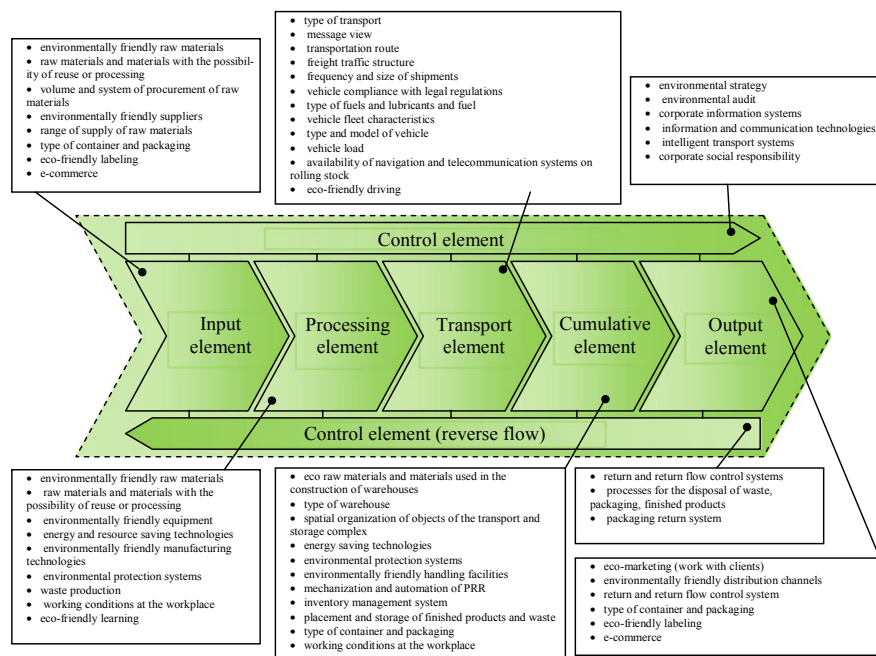 • environmentally friendly raw materials
• raw materials and materials with the possibil-
ity of reuse or processing
• volume and system of procurement of raw
materials
• environmentally friendly suppliers
• range of supply of raw materials
• type of container and packaging
• eco-friendly labeling
• e-commerce
• type of transport
• message view
• transportation route
• freight traffic structure
• frequency and size of shipments
• vehicle compliance with legal regulations
• type of fuels and lubricants and fuel
• vehicle fleet characteristics
• type and model of vehicle
• vehicle load
• availability of navigation and telecommunication systems on
rolling stock
• eco-friendly driving
• environmental strategy
• environmental audit
• corporate information systems
• information and communication technologies
• intelligent transport systems
• corporate social responsibility
Control element
Input
element
Processing
element
Transport
element
Cumulative
element
Output
element
Control element (reverse flow)
• environmentally friendly raw materials
• raw materials and materials with the
possibility of reuse or processing
• environmentally friendly equipment
• energy and resource saving technologies
• environmentally friendly manufacturing
technologies
• environmental protection systems
• waste production
• working conditions at the workplace
• eco-friendly learning
• eco raw materials and materials used in the
construction of warehouses
• type of warehouse
• spatial organization of objects of the transport and
storage complex
• energy saving technologies
• environmental protection systems
• environmentally friendly handling facilities
• mechanization and automation of PRR
• inventory management system
• placement and storage of finished products and waste
• type of container and packaging
• working conditions at the workplace
• return and return flow control systems
• processes for the disposal of waste,
packaging, finished products
• packaging return system
• eco-marketing (work with clients)
• environmentally friendly distribution channels
• return and return flow control system
• type of container and packaging
• eco-friendly labeling
• e-commerce